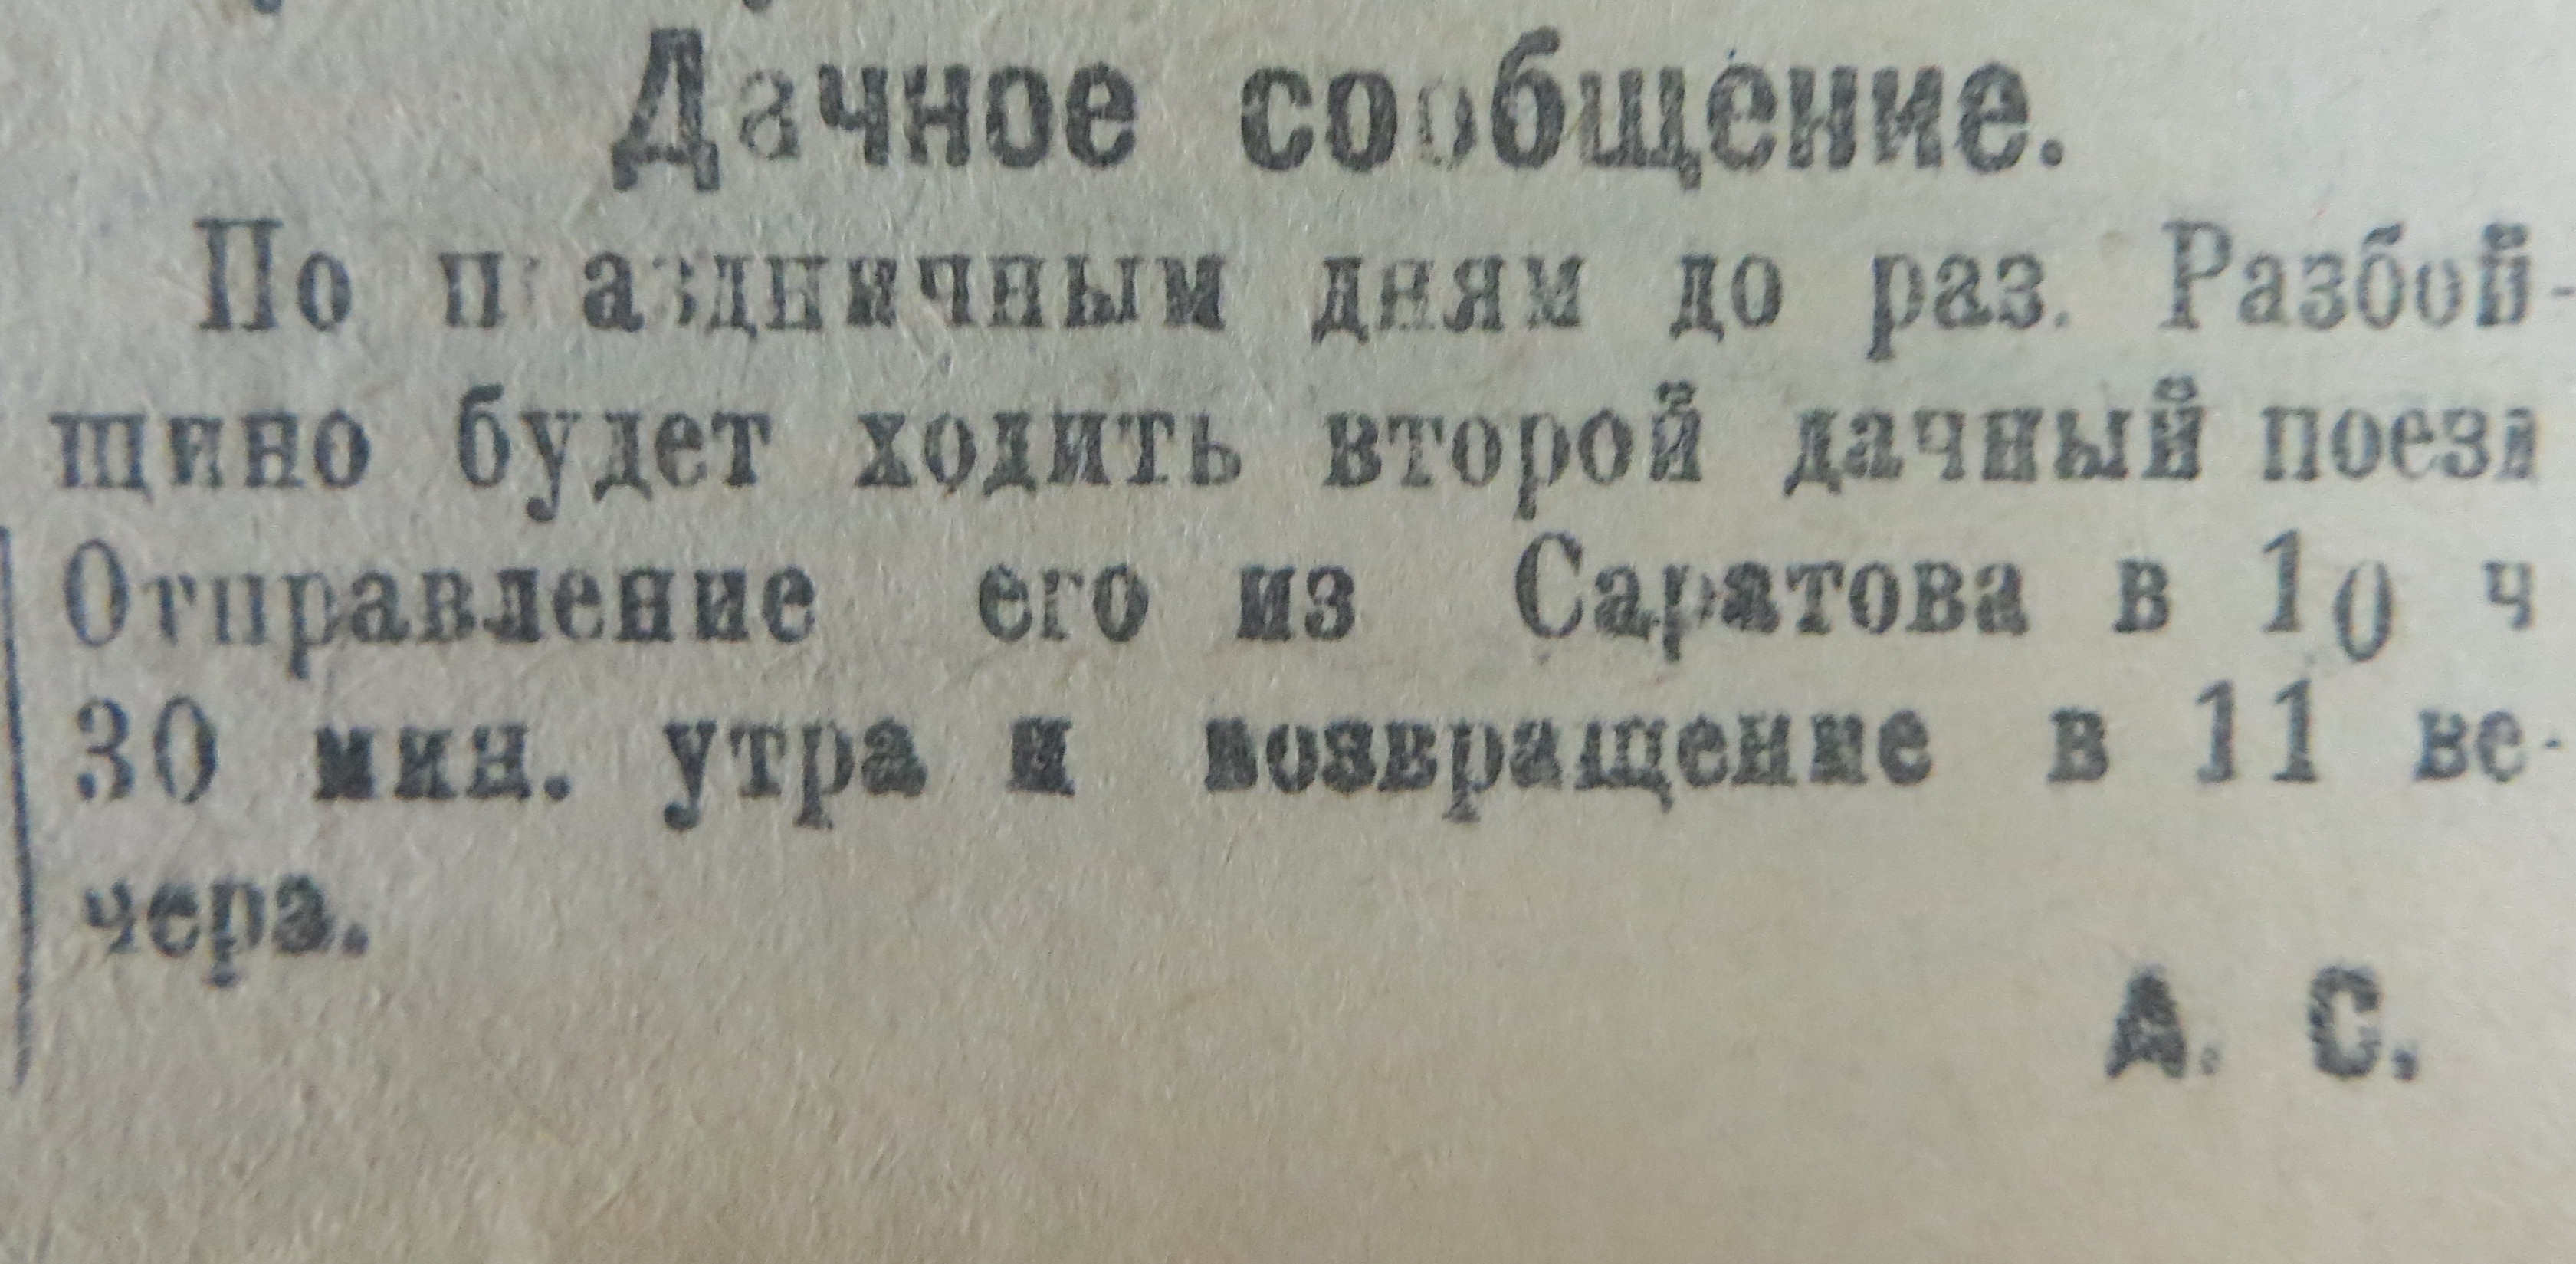 Дачное сообщение.
По праздничным дням до раз. Разбой-
щино будет ходить второй дачный поезд
Отправление его из Саратова в 10 ч
30 мин. утра и возвращение в 11 ве-
чера.
А. С.